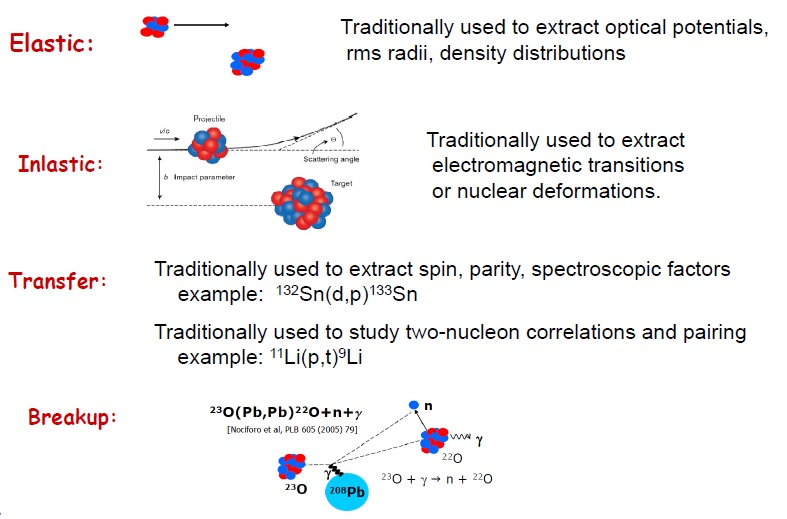 Elastic:
Traditionally used to extract optical potentials,
rms radii, density distributions
Inlastic:
Projectile
v/c
Θ
Scattering angle
b Impact parameter
Target
Traditionally used to extract
electromagnetic transitions
or nuclear deformations.
Transfer:
Traditionally used to extract spin, parity, spectroscopic factors
example: ¹³²Sn(d,p)¹³³Sn
Traditionally used to study two-nucleon correlations and pairing
example: ¹¹Li(p,t)⁹Li
Breakup:
²³O(Pb,Pb)²²O+n+γ
[Nociforo et al, PLB 605 (2005) 79]
n
γ
²²O
γ
²³O
²⁰⁸Pb
²³O + γ → n + ²²O